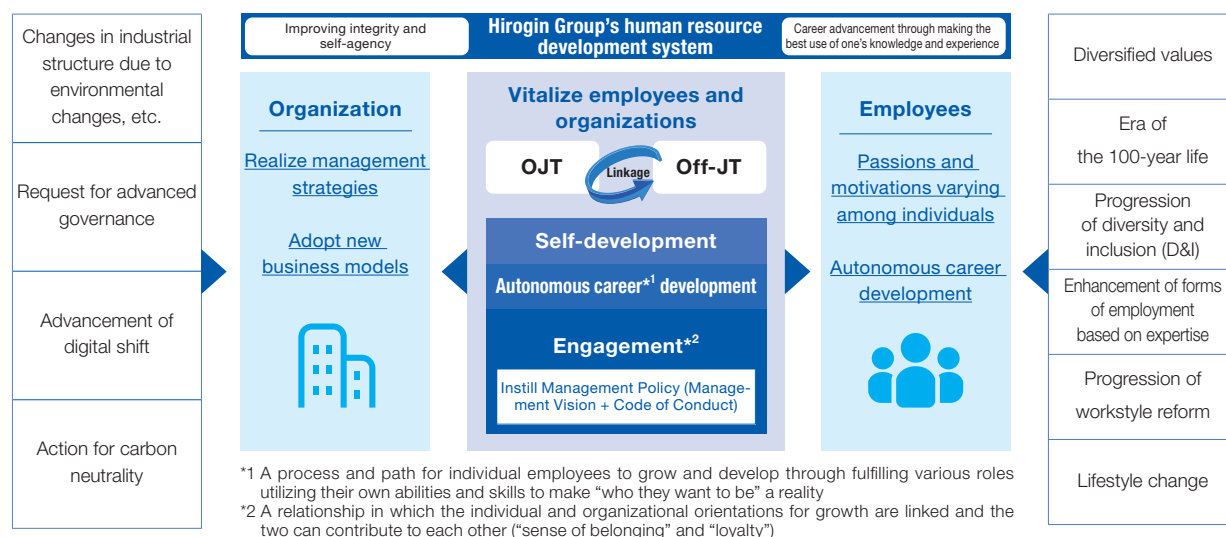 Changes in industrial
structure due to
environmental
changes, etc.
Request for advanced
governance
Advancement of
digital shift
Action for carbon
neutrality
Improving integrity and
self-agency
Hirogin Group’s human resource
development system
Career advancement through making the
best use of one’s knowledge and experience
Organization
Realize management
strategies
Adopt new
business models
Vitalize employees and
organizations
OJT
Linkage
Off-JT
Self-development
Autonomous career*1 development
Engagement*2
Instill Management Policy (Manage-
ment Vision + Code of Conduct)
Employees
Passions and
motivations varying
among individuals
Autonomous career
development
Diversified values
Era of
the 100-year life
Progression
of diversity and
inclusion (D&I)
Enhancement of forms
of employment
based on expertise
Progression of
workstyle reform
Lifestyle change
*1 A process and path for individual employees to grow and develop through fulfilling various roles
utilizing their own abilities and skills to make “who they want to be” a reality
*2 A relationship in which the individual and organizational orientations for growth are linked and the
two can contribute to each other (“sense of belonging” and “loyalty”)